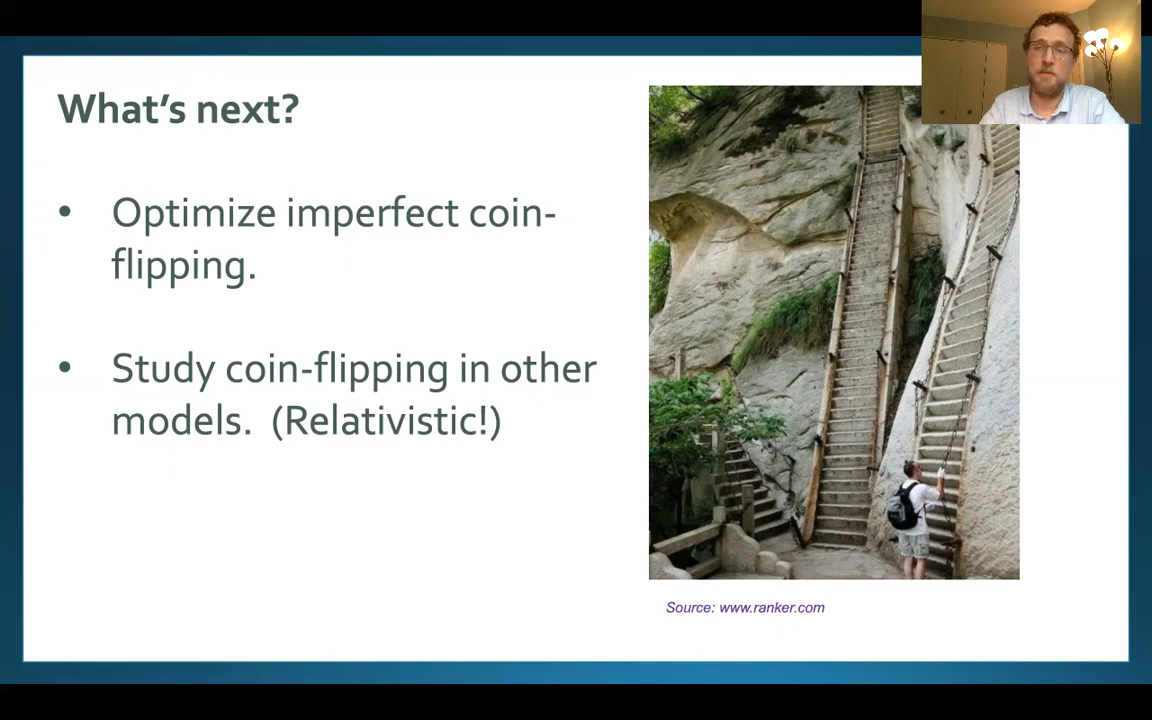 What's next?
• Optimize imperfect coin-
flipping.
• Study coin-flipping in other
models. (Relativistic!)
Source: www.ranker.com